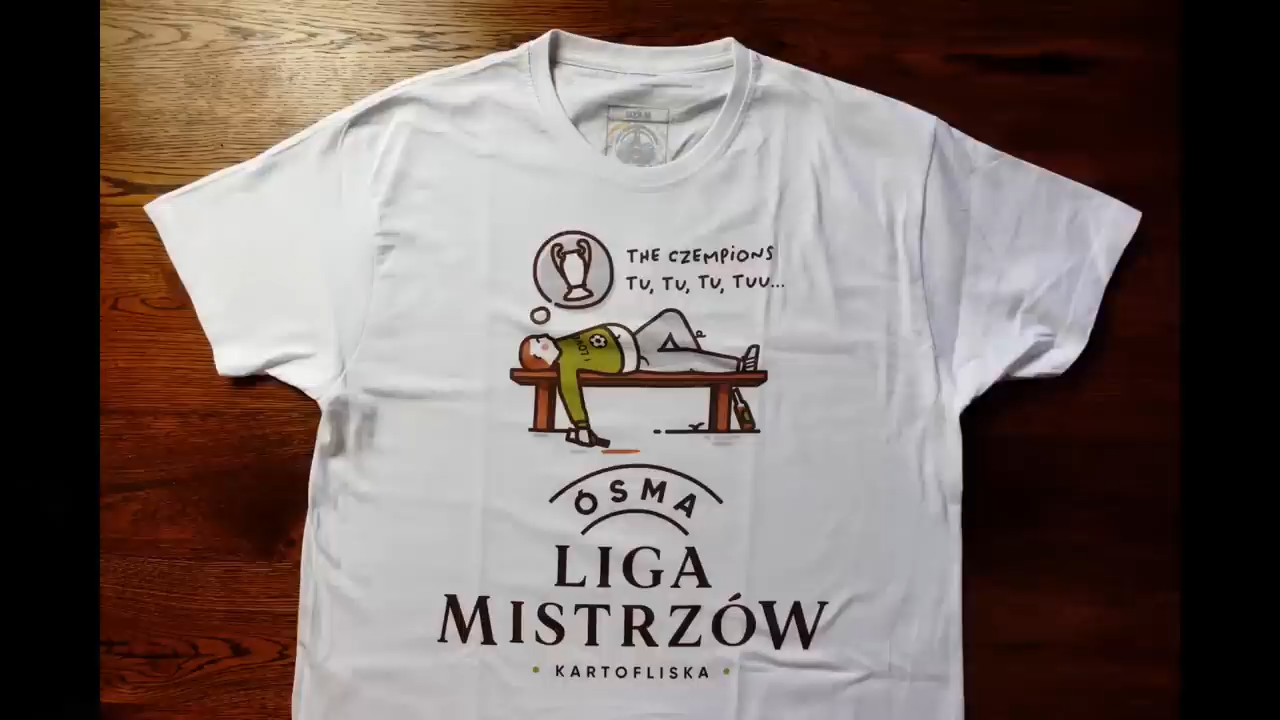 THE CZEMPiONS
TU, TU, TU, TUU...
ÓSMA
LIGA
MISTRZÓW
• KARTOFLISKA •